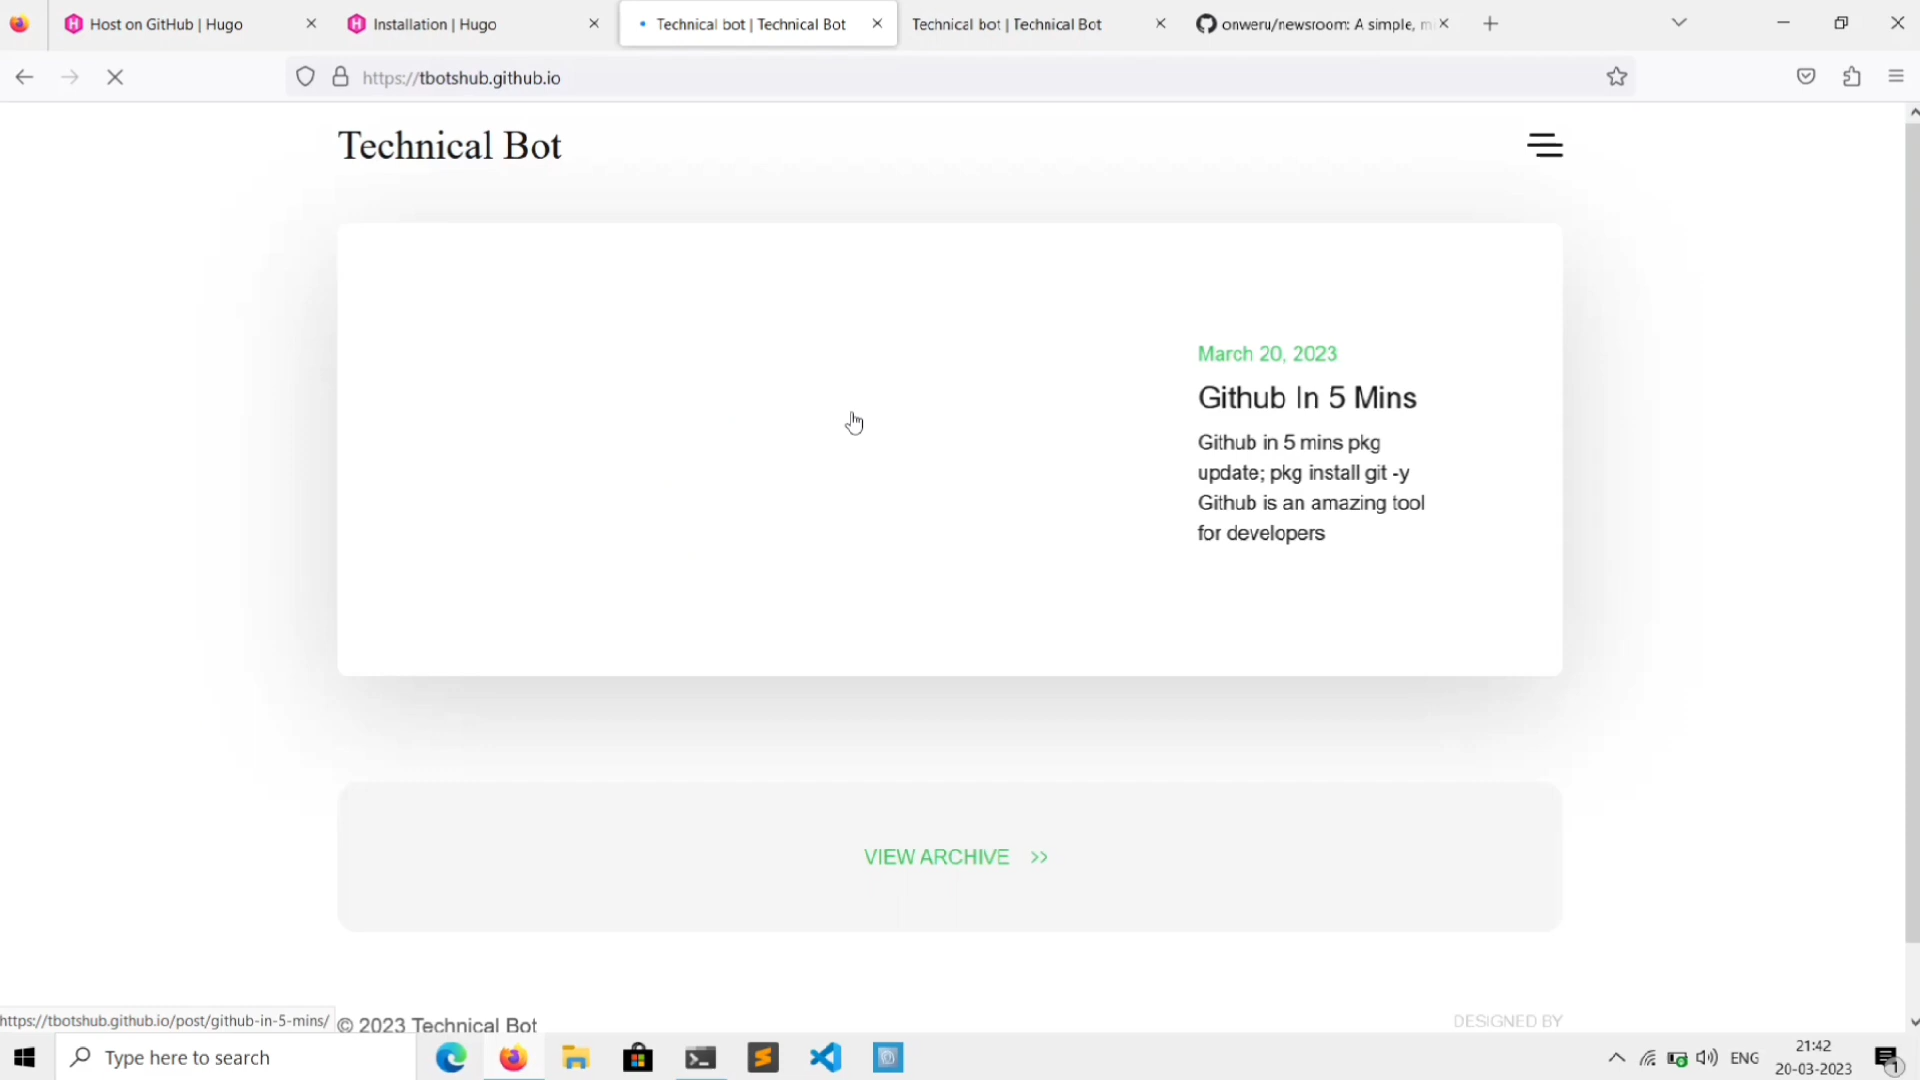 Host on GitHub | Hugo
Installation | Hugo
Technical bot | Technical Bot
Technical bot | Technical Bot
onweru/newsroom: A simple, mi
https://tbotshub.github.io
Technical Bot
March 20, 2023
Github In 5 Mins
Github in 5 mins pkg
update; pkg install git -y
Github is an amazing tool
for developers
VIEW ARCHIVE >>
https://tbotshub.github.io/post/github-in-5-mins/
© 2023 Technical Bot
DESIGNED BY
Type here to search
ENG
21:42
20-03-2023
1